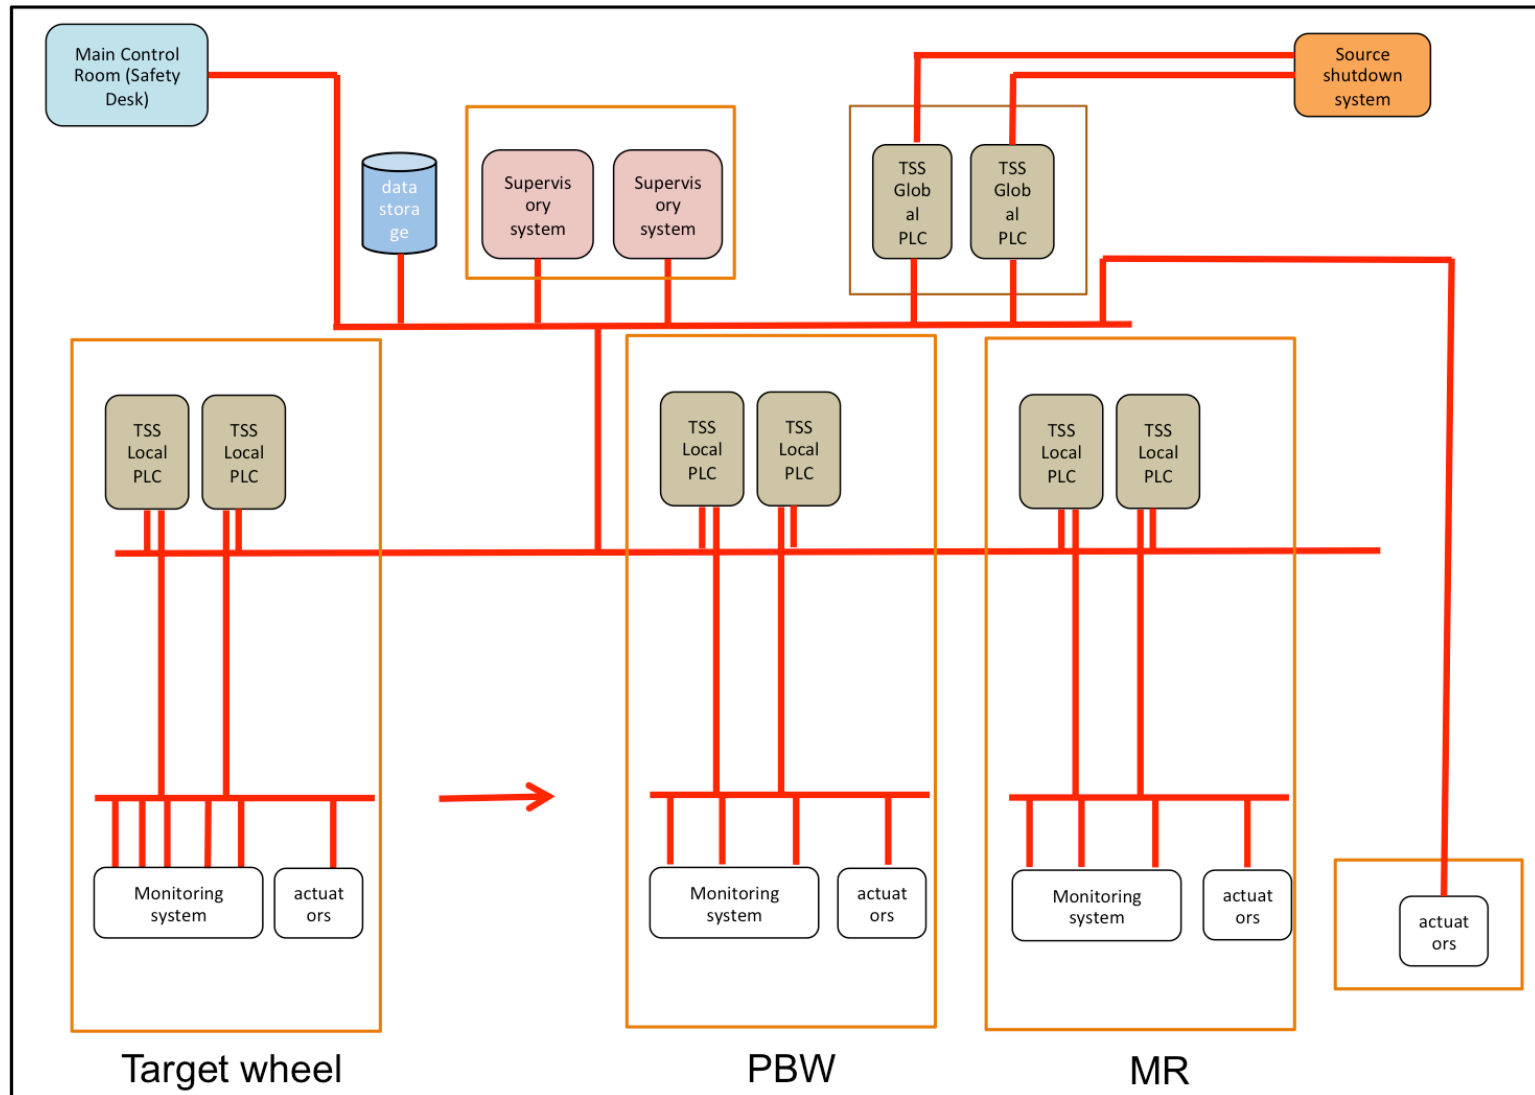 Main Control
Room (Safety
Desk)
Source
shutdown
system
data
stora
ge
Supervis
ory
system
Supervis
ory
system
TSS
Glob
al
PLC
TSS
Glob
al
PLC
TSS
Local
PLC
TSS
Local
PLC
TSS
Local
PLC
TSS
Local
PLC
TSS
Local
PLC
TSS
Local
PLC
Monitoring
system
actuat
ors
Monitoring
system
actuat
ors
Monitoring
system
actuat
ors
actuat
ors
Target wheel
PBW
MR